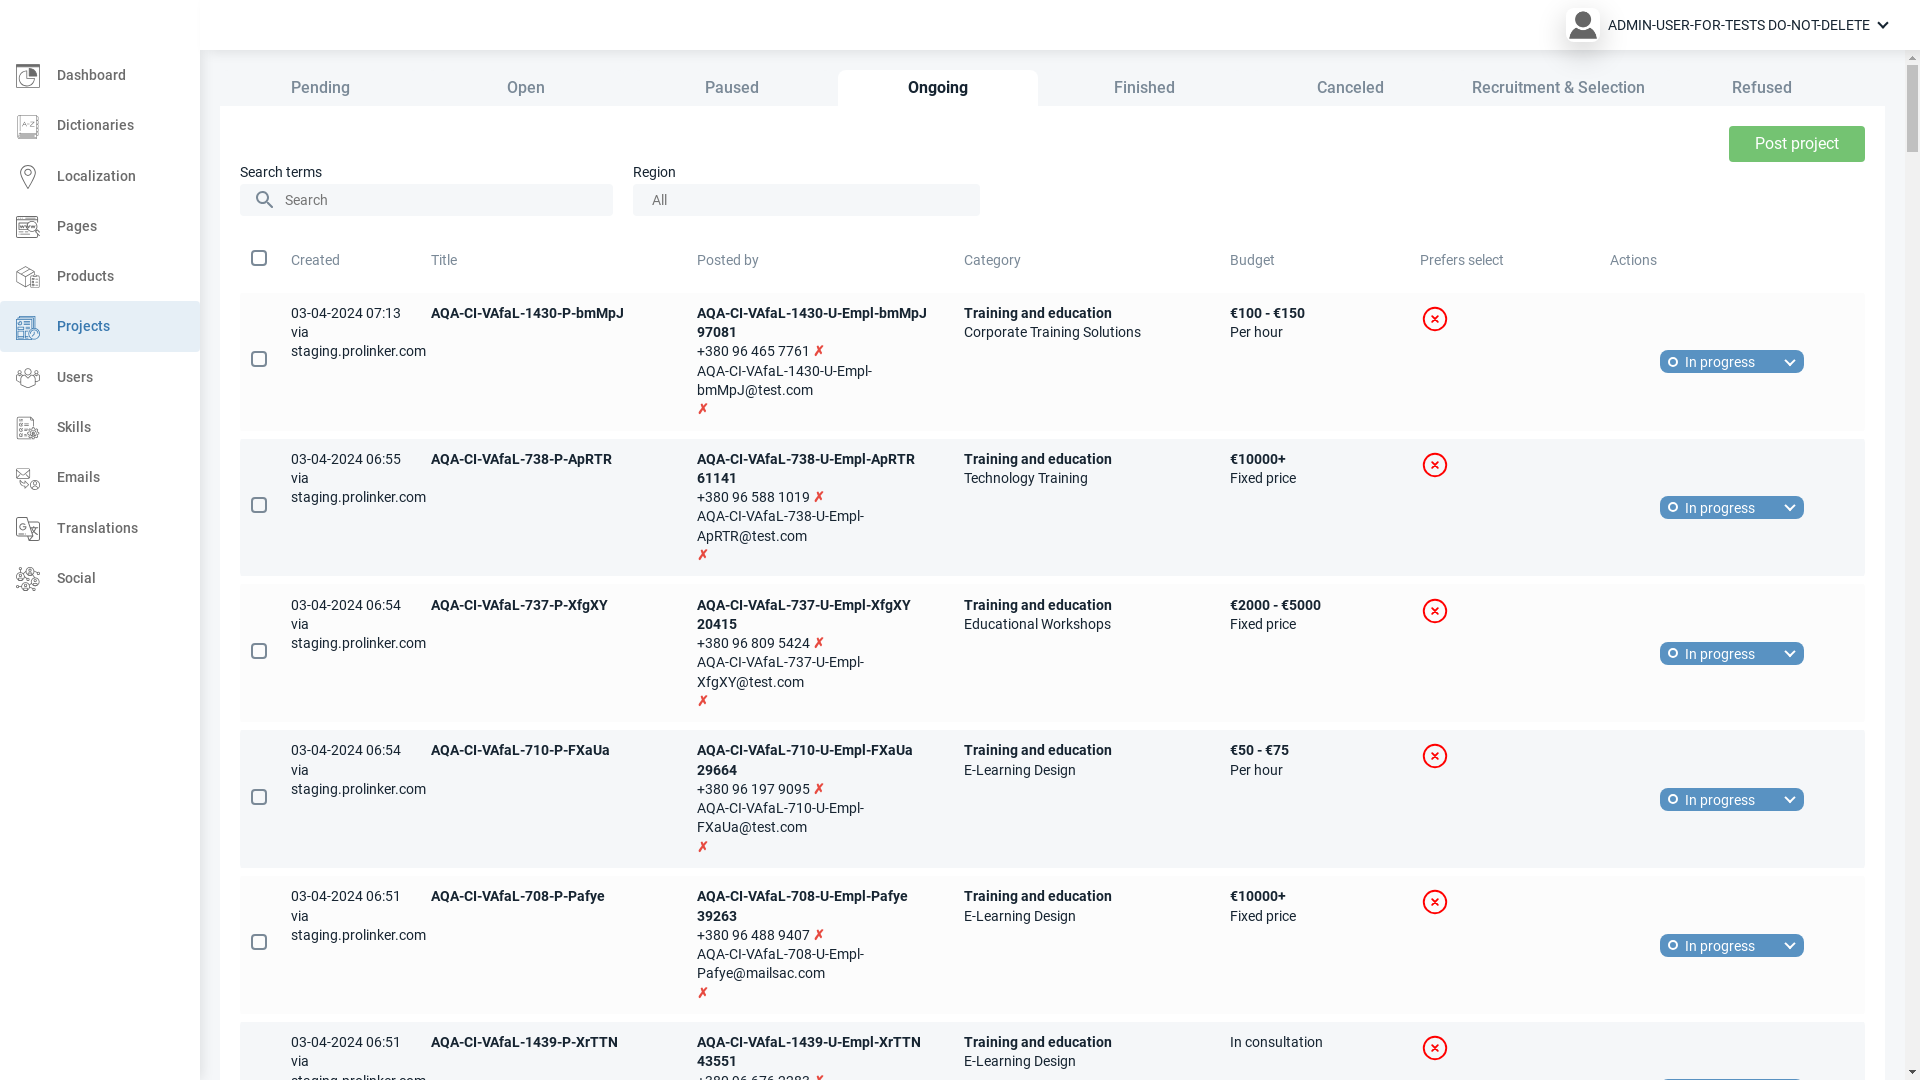 ADMIN-USER-FOR-TESTS DO-NOT-DELETE
Dashboard
Dictionaries
Localization
Pages
Products
Projects
Users
Skills
Emails
Translations
Social
Pending Open Paused Ongoing Finished Canceled Recruitment & Selection Refused
Post project
Search terms Region
Search All
Created Title Posted by Category Budget Prefers select Actions
03-04-2024 07:13 AQA-CI-VAfaL-1430-P-bmMpJ AQA-CI-VAfaL-1430-U-Empl-bmMpJ Training and education €100 - €150
via 97081 Corporate Training Solutions Per hour
staging.prolinker.com +380 96 465 7761 ✗
In progress
AQA-CI-VAfaL-1430-U-Empl-
bmMpJ@test.com
✗
03-04-2024 06:55 AQA-CI-VAfaL-738-P-ApRTR AQA-CI-VAfaL-738-U-Empl-ApRTR Training and education €10000+
via 61141 Technology Training Fixed price
staging.prolinker.com +380 96 588 1019 ✗
In progress
AQA-CI-VAfaL-738-U-Empl-
ApRTR@test.com
✗
03-04-2024 06:54 AQA-CI-VAfaL-737-P-XfgXY AQA-CI-VAfaL-737-U-Empl-XfgXY Training and education €2000 - €5000
via 20415 Educational Workshops Fixed price
staging.prolinker.com +380 96 809 5424 ✗
In progress
AQA-CI-VAfaL-737-U-Empl-
XfgXY@test.com
✗
03-04-2024 06:54 AQA-CI-VAfaL-710-P-FXaUa AQA-CI-VAfaL-710-U-Empl-FXaUa Training and education €50 - €75
via 29664 E-Learning Design Per hour
staging.prolinker.com +380 96 197 9095 ✗
In progress
AQA-CI-VAfaL-710-U-Empl-
FXaUa@test.com
✗
03-04-2024 06:51 AQA-CI-VAfaL-708-P-Pafye AQA-CI-VAfaL-708-U-Empl-Pafye Training and education €10000+
via 39263 E-Learning Design Fixed price
staging.prolinker.com +380 96 488 9407 ✗
In progress
AQA-CI-VAfaL-708-U-Empl-
Pafye@mailsac.com
✗
03-04-2024 06:51 AQA-CI-VAfaL-1439-P-XrTTN AQA-CI-VAfaL-1439-U-Empl-XrTTN Training and education In consultation
via 43551 E-Learning Design